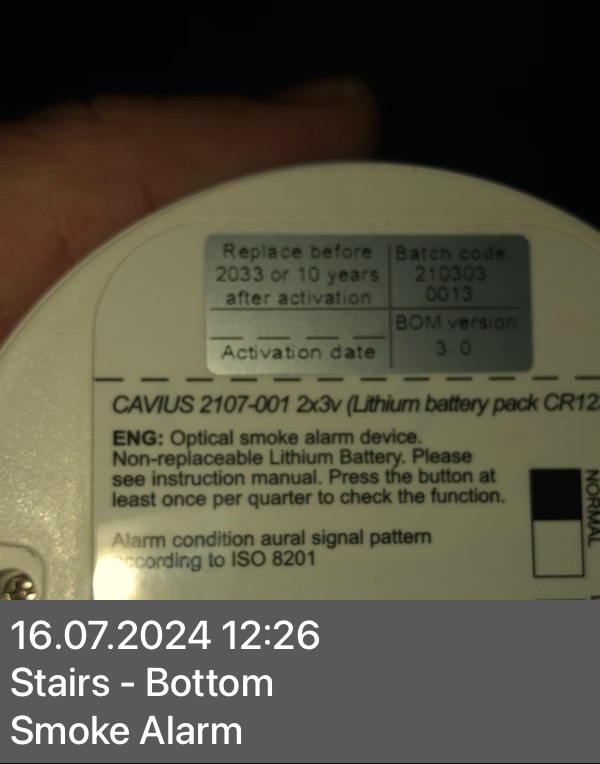 Replace before
2033 or 10 years
after activation
Activation date
Batch code
210303
0013
BOM version
3.0
CAVIUS 2107-001 2x3v (Lithium battery pack
ENG: Optical smoke alarm device.
Non-replaceable Lithium Battery. Please
see instruction manual. Press the button at
least once per quarter to check the function.
Alarm condition aural signal pattern
according to ISO 8201
NORMAL
16.07.2024 12:26
Stairs - Bottom
Smoke Alarm